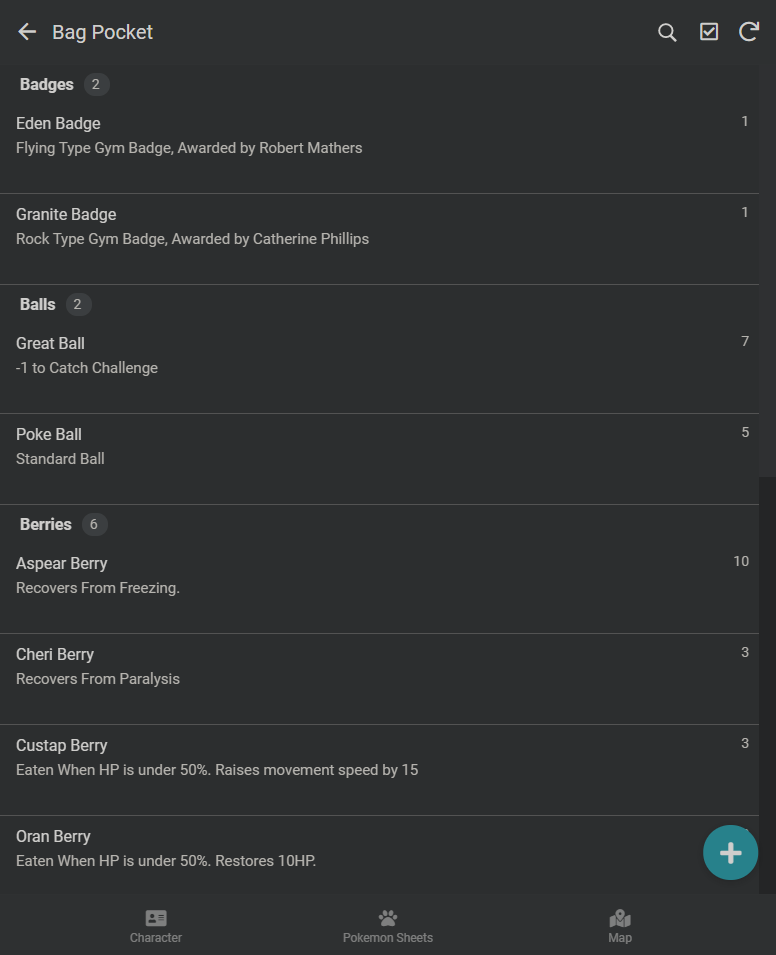 Bag Pocket
Badges 2
Eden Badge 1
Flying Type Gym Badge, Awarded by Robert Mathers
Granite Badge 1
Rock Type Gym Badge, Awarded by Catherine Phillips
Balls 2
Great Ball 7
-1 to Catch Challenge
Poke Ball 5
Standard Ball
Berries 6
Aspear Berry 10
Recovers From Freezing.
Cheri Berry 3
Recovers From Paralysis
Custap Berry 3
Eaten When HP is under 50%. Raises movement speed by 15
Oran Berry
Eaten When HP is under 50%. Restores 10HP.
Character Pokemon Sheets Map